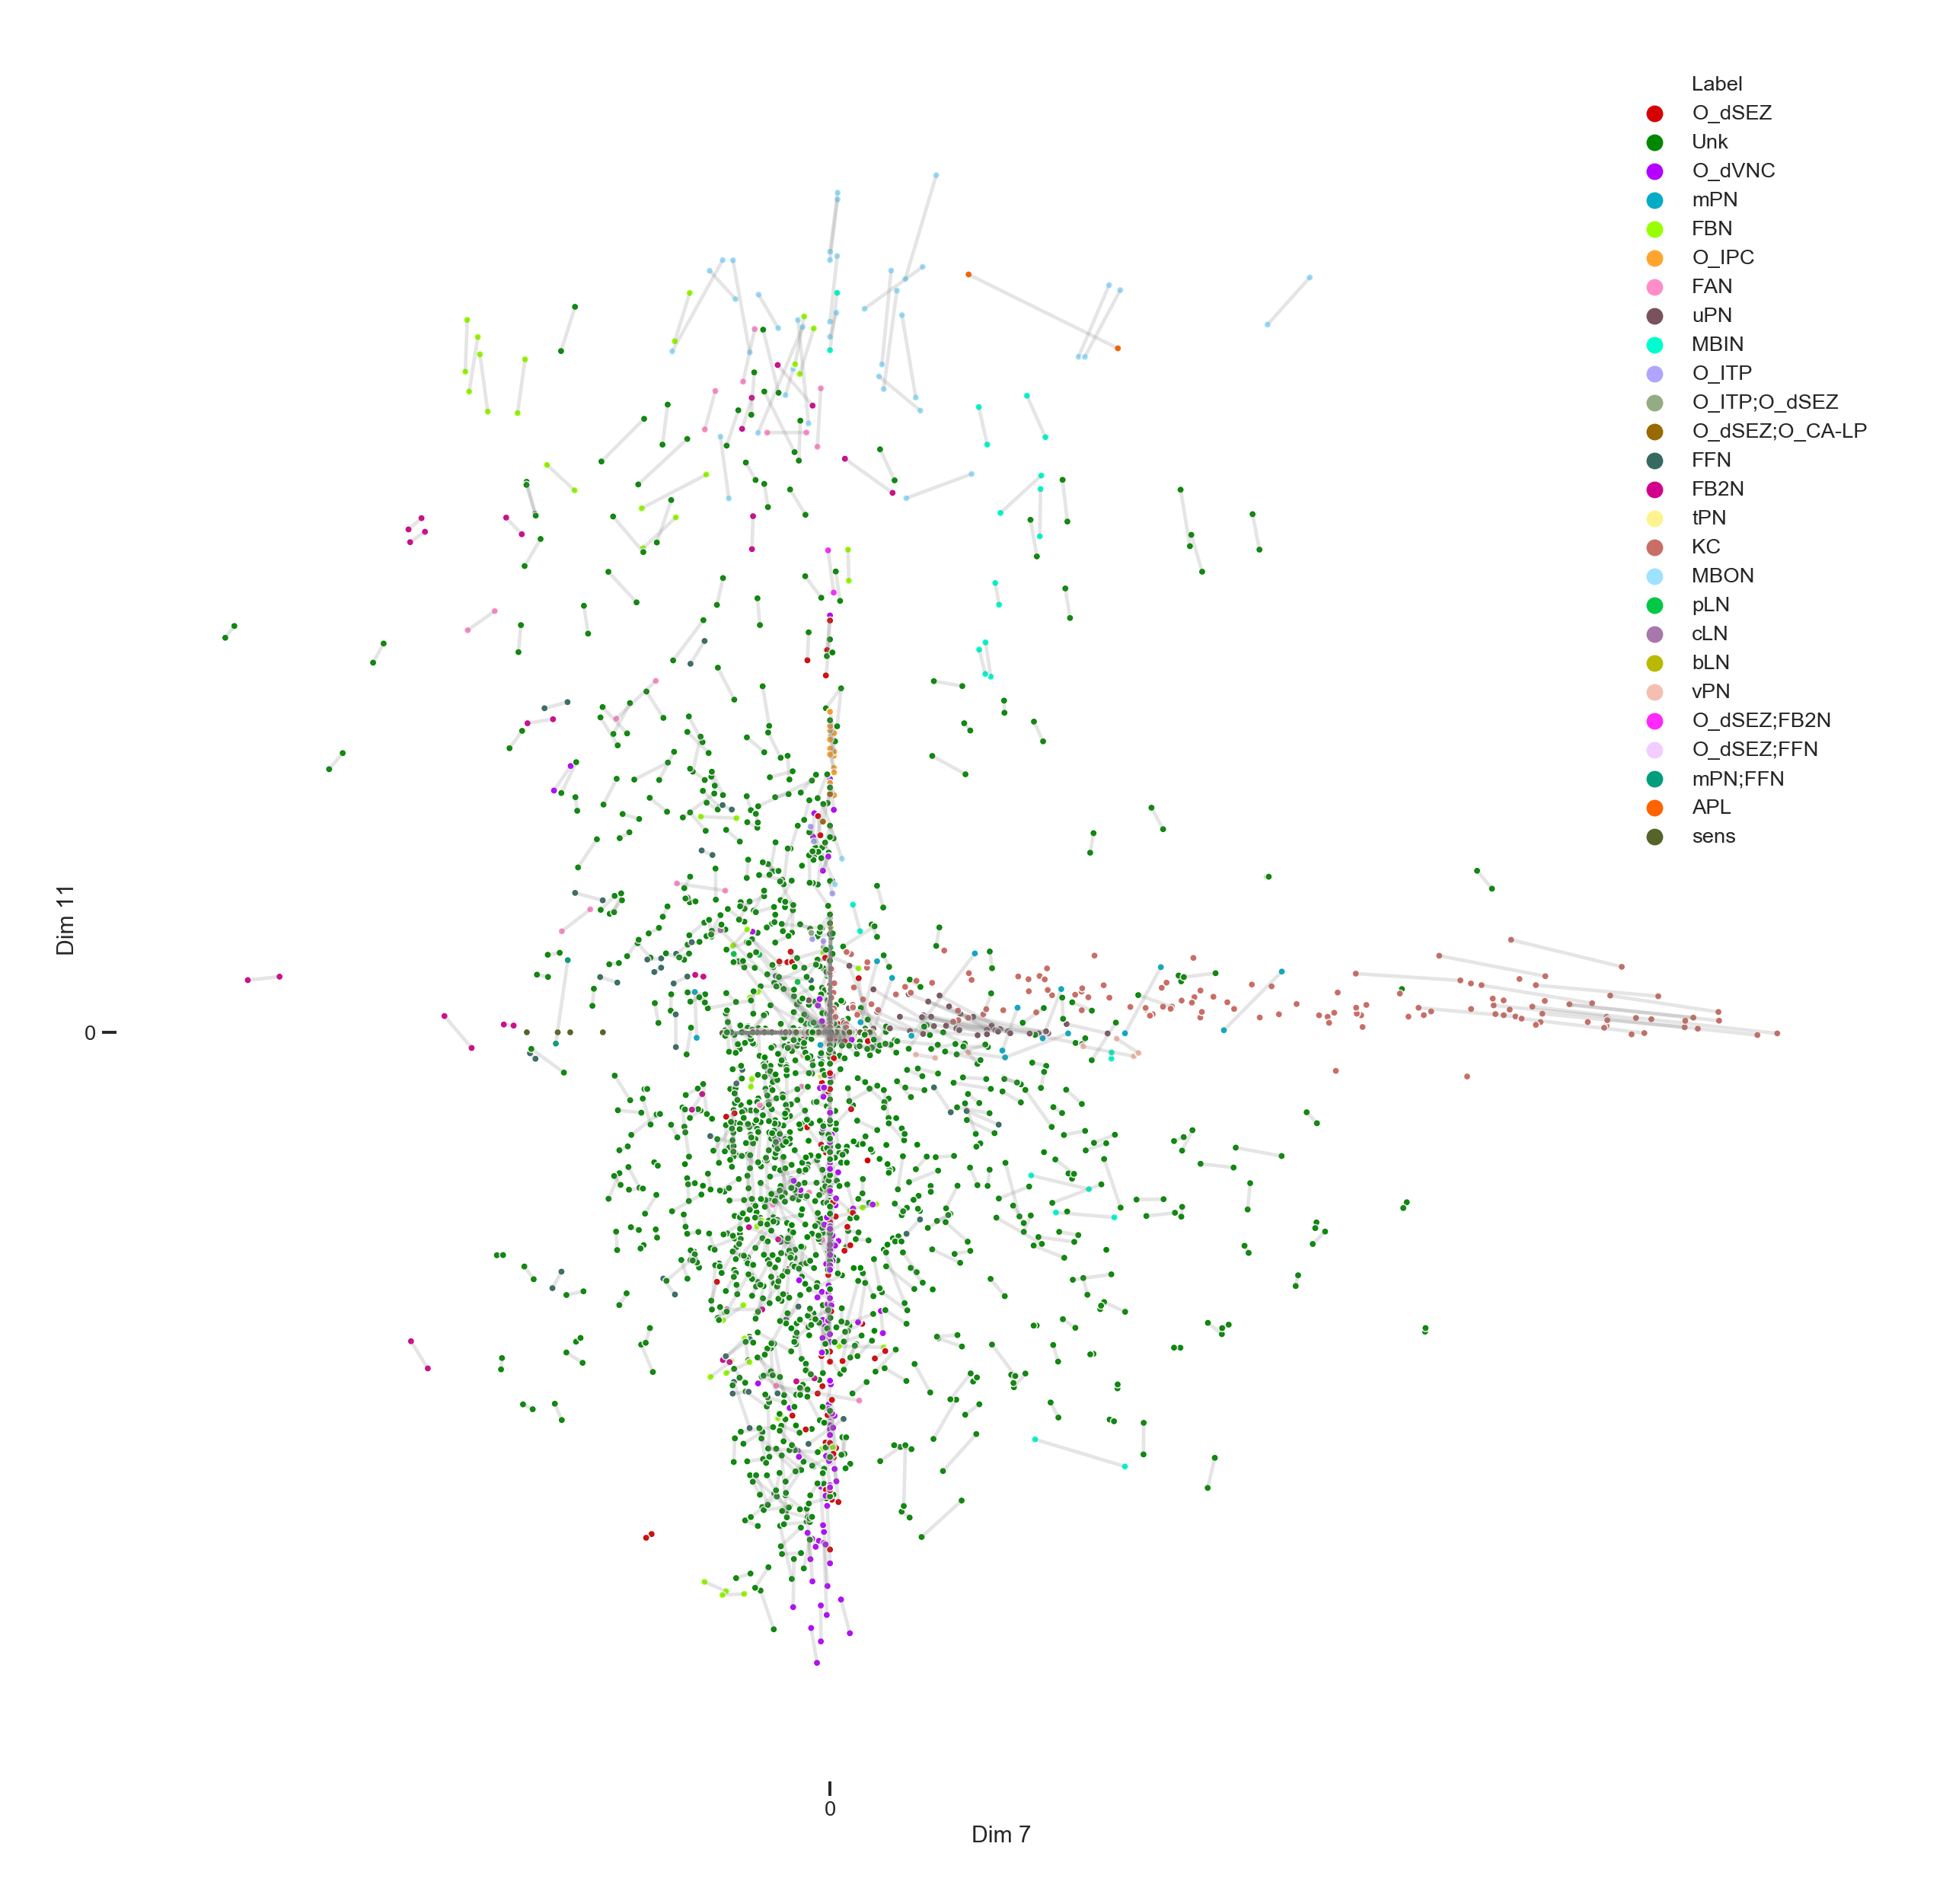 Label
O_dSEZ
Unk
O_dVNC
mPN
FBN
O_IPC
FAN
uPN
MBIN
O_ITP
O_ITP;O_dSEZ
O_dSEZ;O_CA-LP
FFN
FB2N
tPN
KC
MBON
pLN
cLN
bLN
vPN
O_dSEZ;FB2N
O_dSEZ;FFN
mPN;FFN
APL
sens
Dim 11
0
0
Dim 7